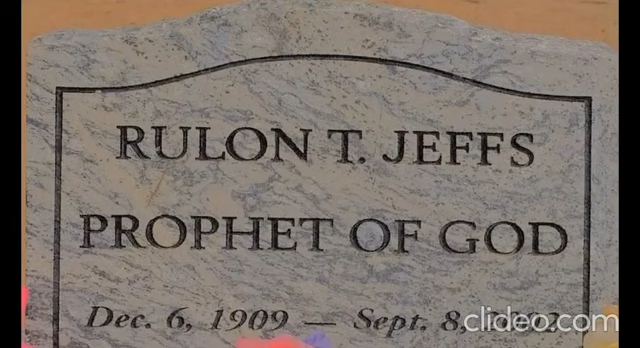 RULON T. JEFFS
PROPHET OF GOD
Dec. 6, 1909 — Sept. 8,
clideo.com